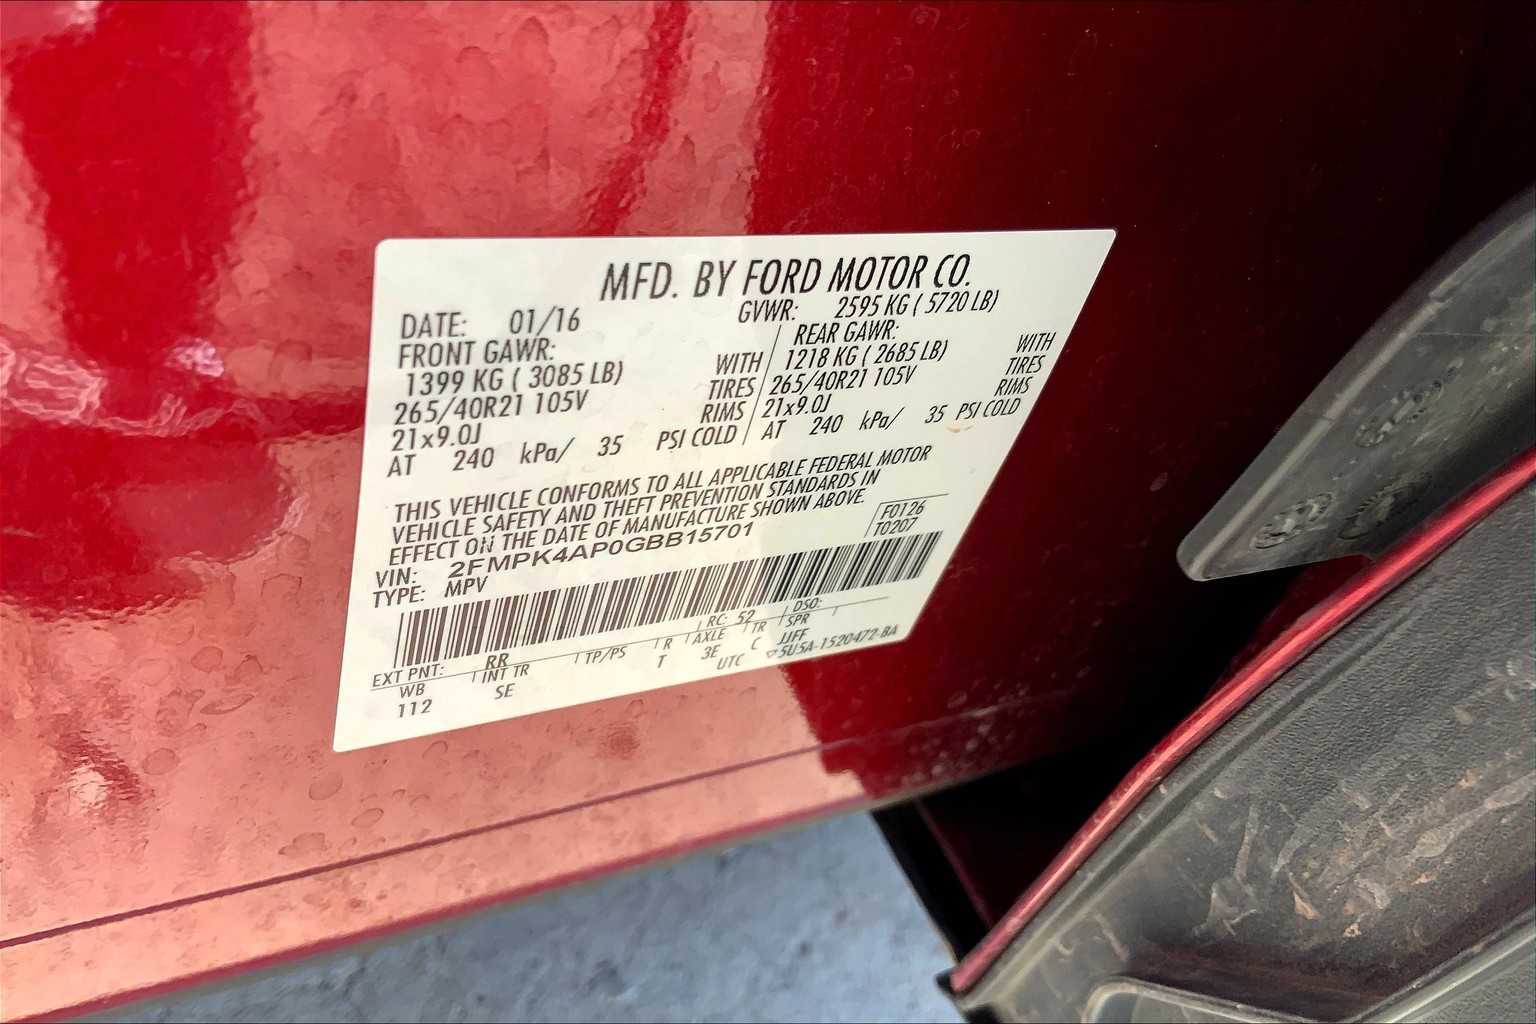 MFD. BY FORD MOTOR CO.
DATE: 01/16 GVWR: 2595 KG ( 5720 LB)
FRONT GAWR: REAR GAWR:
1399 KG ( 3085 LB) WITH 1218 KG ( 2685 LB) WITH
265/40R21 105V TIRES 265/40R21 105V TIRES
21x9.0J RIMS 21x9.0J RIMS
AT 240 kPa/ 35 PSI COLD AT 240 kPa/ 35 PSI COLD
THIS VEHICLE CONFORMS TO ALL APPLICABLE FEDERAL MOTOR
VEHICLE SAFETY AND THEFT PREVENTION STANDARDS IN
EFFECT ON THE DATE OF MANUFACTURE SHOWN ABOVE.
F0126
T0207
VIN: 2FMPK4AP0GBB15701
TYPE: MPV
EXT PNT: RR RC: 52 DSO:
WB INT TR TP/PS R AXLE TR SPR
112 SE T 3E C JJFF
UTC ▽5U5A-1520472-BA